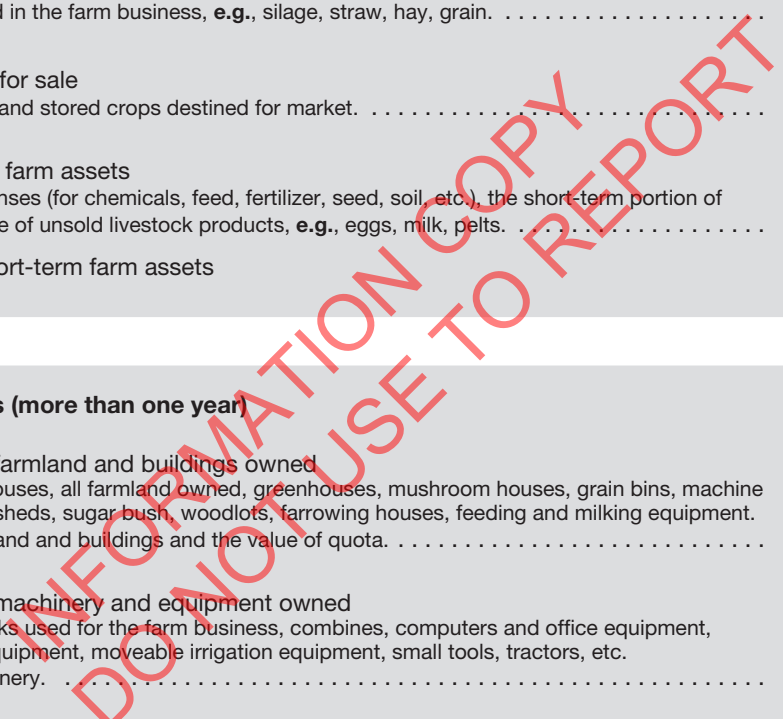 in the farm business, e.g., silage, straw, hay, grain. . . . . . . . . . . . . . . . . . . . . .
for sale
and stored crops destined for market. . . . . . . . . . . . . . . . . . . . . . . . . . . . . . . . . .
farm assets
nses (for chemicals, feed, fertilizer, seed, soil, etc.), the short-term portion of
e of unsold livestock products, e.g., eggs, milk, pelts. . . . . . . . . . . . . . . . . . . . .
ort-term farm assets
s (more than one year)
farmland and buildings owned
ouses, all farmland owned, greenhouses, mushroom houses, grain bins, machine
sheds, sugar bush, woodlots, farrowing houses, feeding and milking equipment.
and and buildings and the value of quota. . . . . . . . . . . . . . . . . . . . . . . . . . . . . . .
machinery and equipment owned
ks used for the farm business, combines, computers and office equipment,
quipment, moveable irrigation equipment, small tools, tractors, etc.
nery. . . . . . . . . . . . . . . . . . . . . . . . . . . . . . . . . . . . . . . . . . . . . . . . . . . . . . . . .
INFORMATION COPY
DO NOT USE TO REPORT